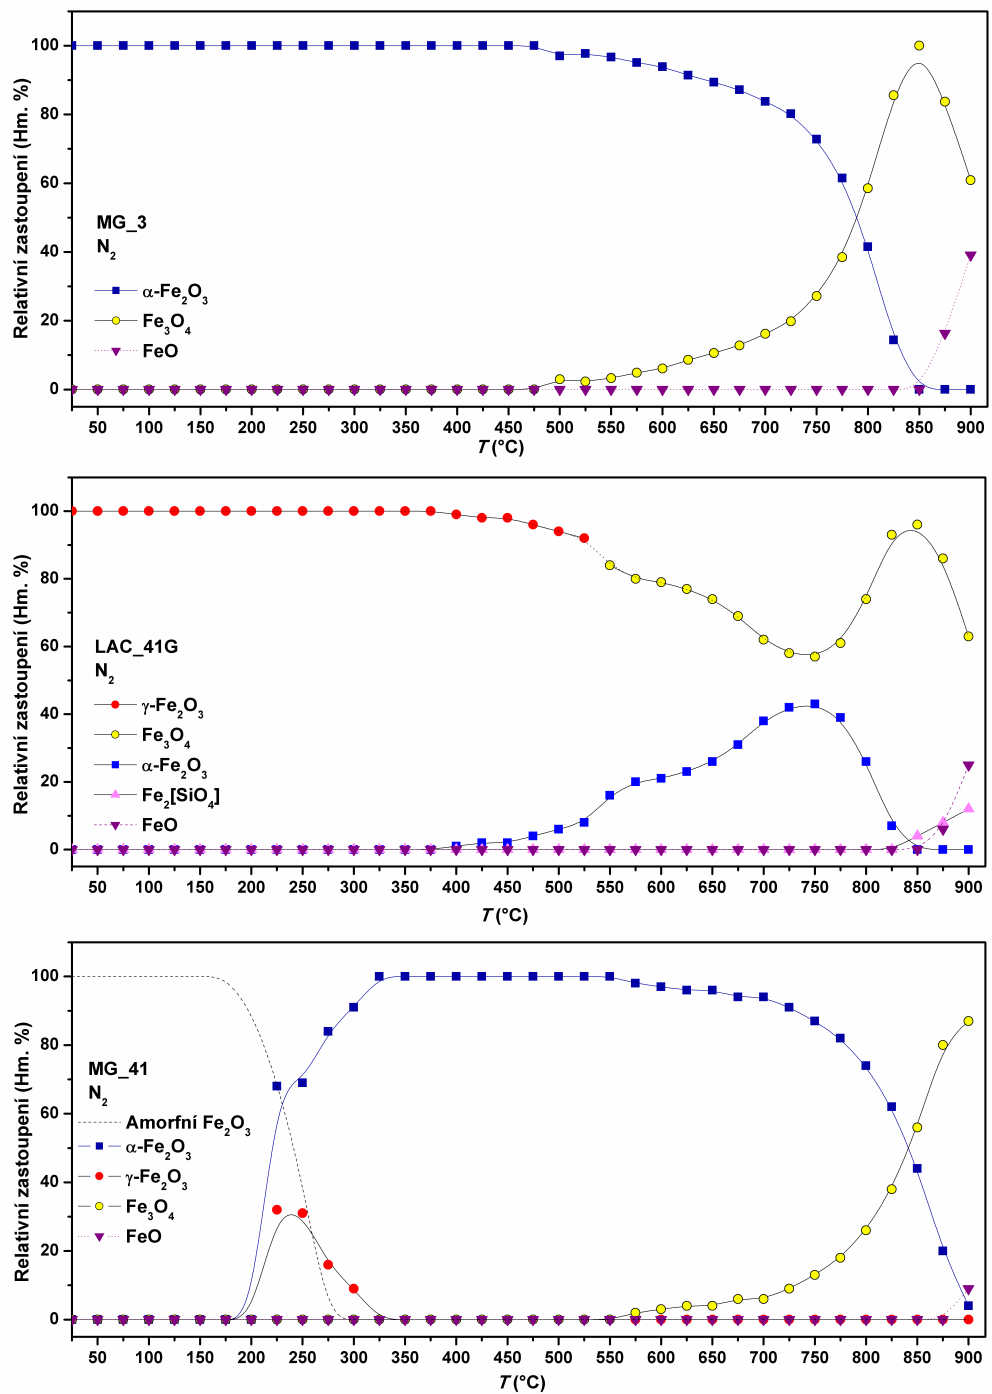 Relativní zastoupení (Hm. %)
100
80
60
40
20
0
MG_3
N₂
α-Fe₂O₃
Fe₃O₄
FeO
50 100 150 200 250 300 350 400 450 500 550 600 650 700 750 800 850 900
T (°C)
Relativní zastoupení (Hm. %)
100
80
60
40
20
0
LAC_41G
N₂
γ-Fe₂O₃
Fe₃O₄
α-Fe₂O₃
Fe₂[SiO₄]
FeO
50 100 150 200 250 300 350 400 450 500 550 600 650 700 750 800 850 900
T (°C)
Relativní zastoupení (Hm. %)
100
80
60
40
20
0
MG_41
N₂
Amorfní Fe₂O₃
α-Fe₂O₃
γ-Fe₂O₃
Fe₃O₄
FeO
50 100 150 200 250 300 350 400 450 500 550 600 650 700 750 800 850 900
T (°C)